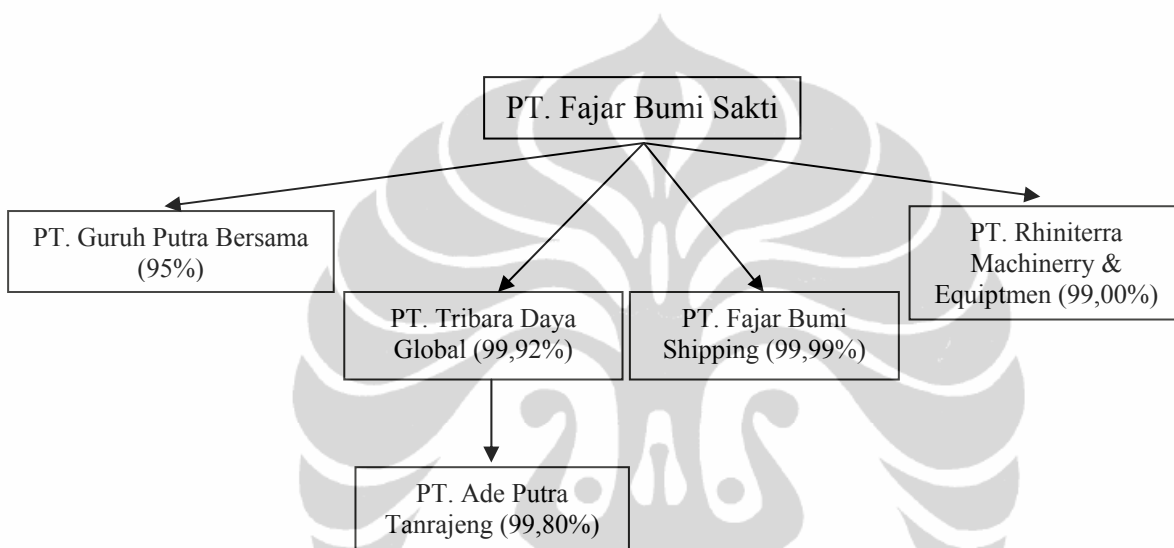 PT. Fajar Bumi Sakti
PT. Guruh Putra Bersama
(95%)
PT. Rhiniterra
Machinerry &
Equiptmen (99,00%)
PT. Tribara Daya
Global (99,92%)
PT. Fajar Bumi
Shipping (99,99%)
PT. Ade Putra
Tanrajeng (99,80%)